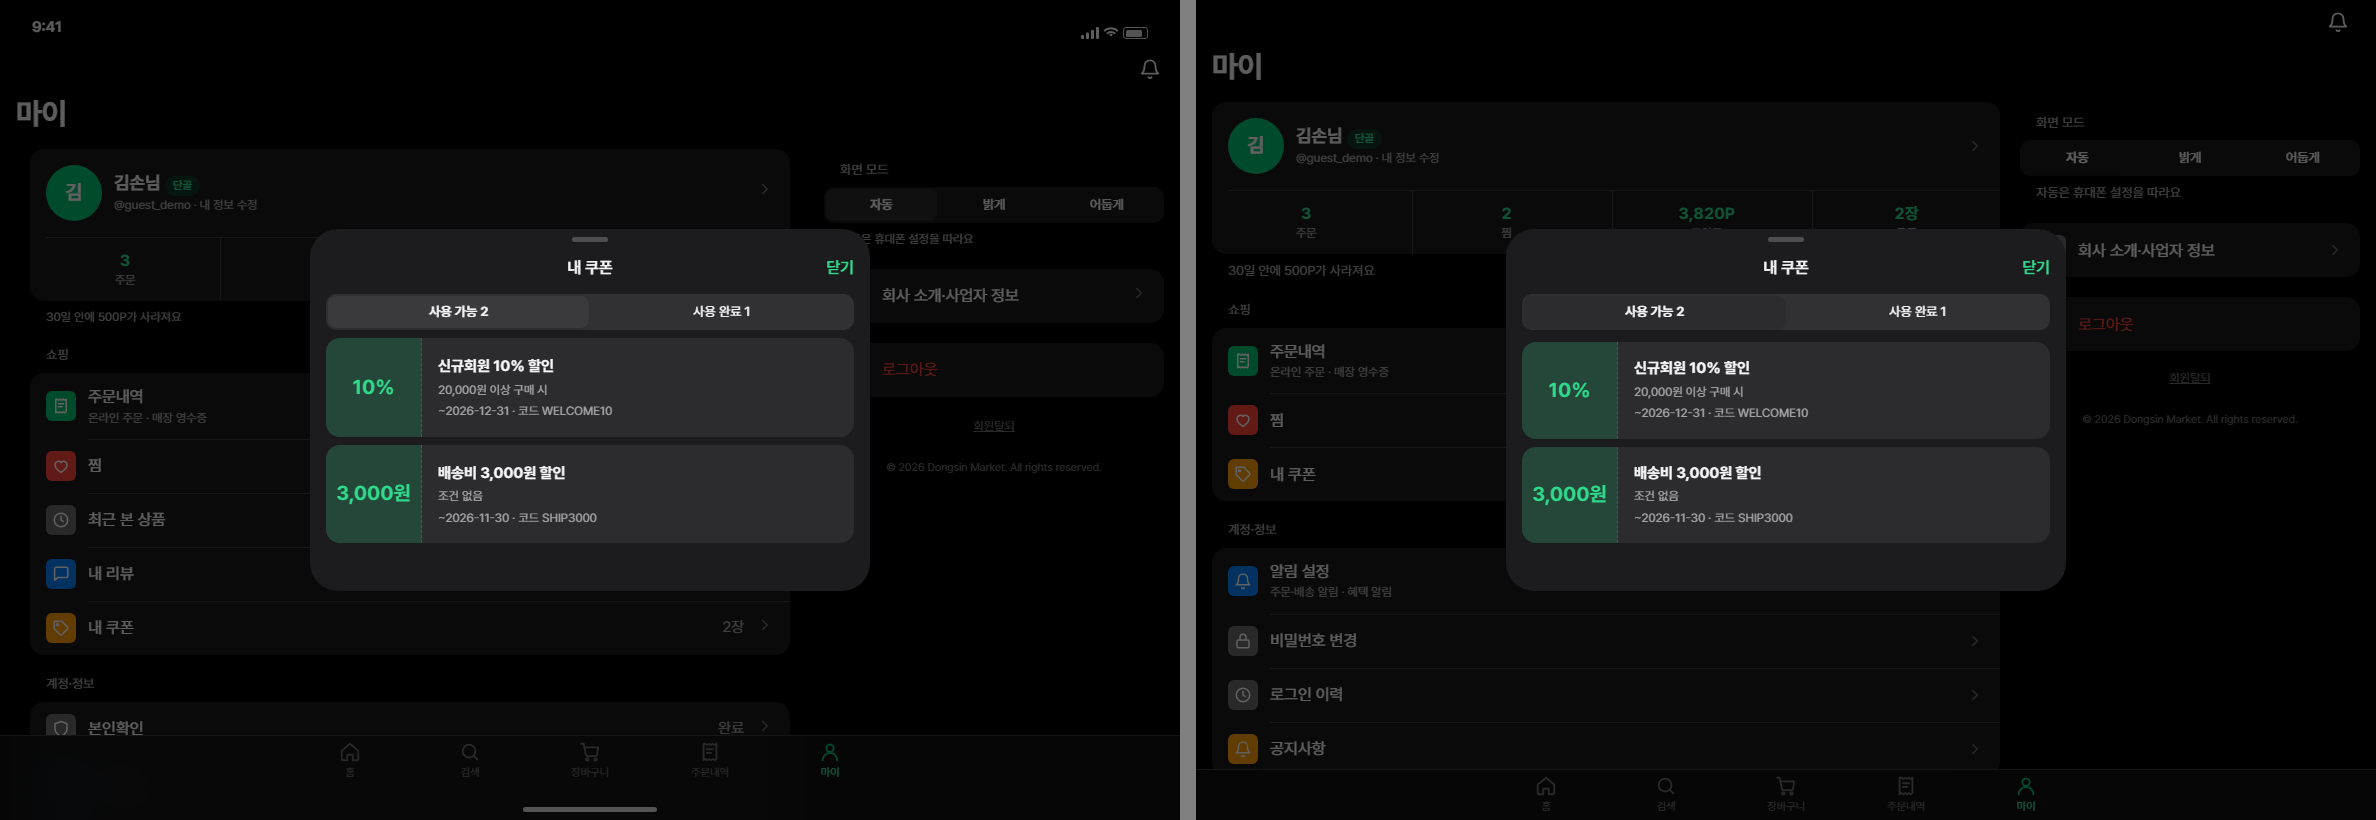 9:41
마이
김
김손님 단골
@guest_demo · 내 정보 수정
3
주문
30일 안에 500P가 사라져요
쇼핑
주문내역
온라인 주문 · 매장 영수증
찜
최근 본 상품
내 리뷰
내 쿠폰
2장
계정·정보
본인확인
완료
화면 모드
자동
밝게
어둡게
은 휴대폰 설정을 따라요
회사 소개·사업자 정보
로그아웃
회원탈퇴
© 2026 Dongsin Market. All rights reserved.
내 쿠폰
닫기
사용 가능 2
사용 완료 1
10%
신규회원 10% 할인
20,000원 이상 구매 시
~2026-12-31 · 코드 WELCOME10
3,000원
배송비 3,000원 할인
조건 없음
~2026-11-30 · 코드 SHIP3000
홈
검색
장바구니
주문내역
마이
마이
김
김손님 단골
@guest_demo · 내 정보 수정
3
주문
2
찜
3,820P
2장
30일 안에 500P가 사라져요
쇼핑
주문내역
온라인 주문 · 매장 영수증
찜
내 쿠폰
계정·정보
알림 설정
주문·배송 알림 · 혜택 알림
비밀번호 변경
로그인 이력
공지사항
화면 모드
자동
밝게
어둡게
자동은 휴대폰 설정을 따라요
회사 소개·사업자 정보
로그아웃
회원탈퇴
© 2026 Dongsin Market. All rights reserved.
내 쿠폰
닫기
사용 가능 2
사용 완료 1
10%
신규회원 10% 할인
20,000원 이상 구매 시
~2026-12-31 · 코드 WELCOME10
3,000원
배송비 3,000원 할인
조건 없음
~2026-11-30 · 코드 SHIP3000
홈
검색
장바구니
주문내역
마이